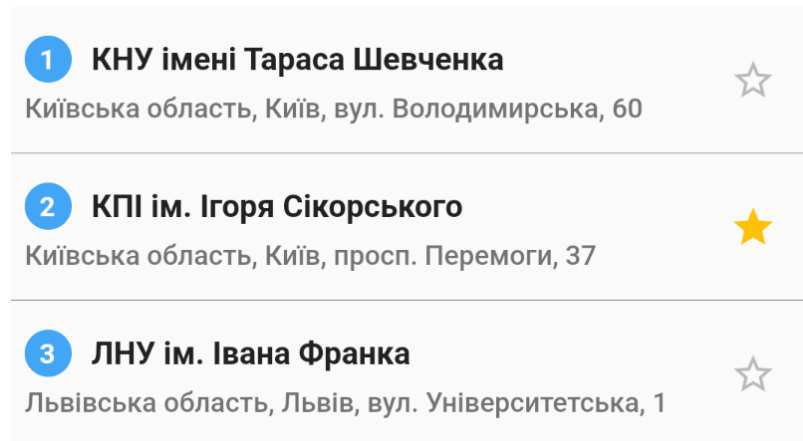 1 КНУ імені Тараса Шевченка
Київська область, Київ, вул. Володимирська, 60
2 КПІ ім. Ігоря Сікорського
Київська область, Київ, просп. Перемоги, 37
3 ЛНУ ім. Івана Франка
Львівська область, Львів, вул. Університетська, 1